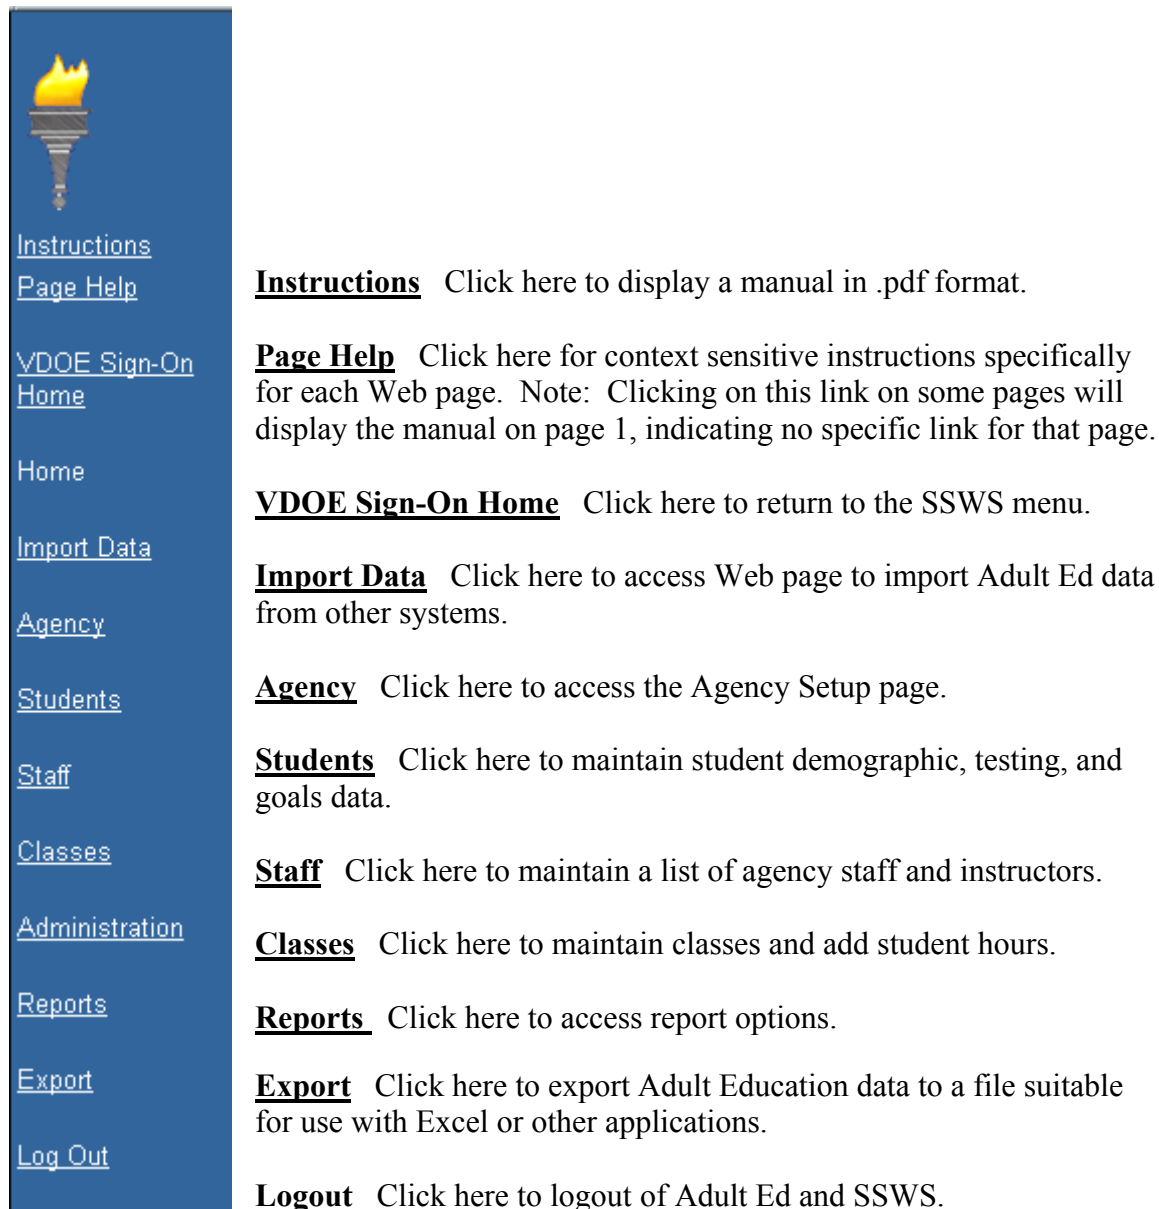 Instructions
Page Help
VDOE Sign-On
Home
Home
Import Data
Agency
Students
Staff
Classes
Administration
Reports
Export
Log Out
Instructions   Click here to display a manual in .pdf format.
Page Help   Click here for context sensitive instructions specifically
for each Web page.  Note:  Clicking on this link on some pages will
display the manual on page 1, indicating no specific link for that page.
VDOE Sign-On Home   Click here to return to the SSWS menu.
Import Data   Click here to access Web page to import Adult Ed data
from other systems.
Agency   Click here to access the Agency Setup page.
Students   Click here to maintain student demographic, testing, and
goals data.
Staff   Click here to maintain a list of agency staff and instructors.
Classes   Click here to maintain classes and add student hours.
Reports   Click here to access report options.
Export   Click here to export Adult Education data to a file suitable
for use with Excel or other applications.
Logout   Click here to logout of Adult Ed and SSWS.